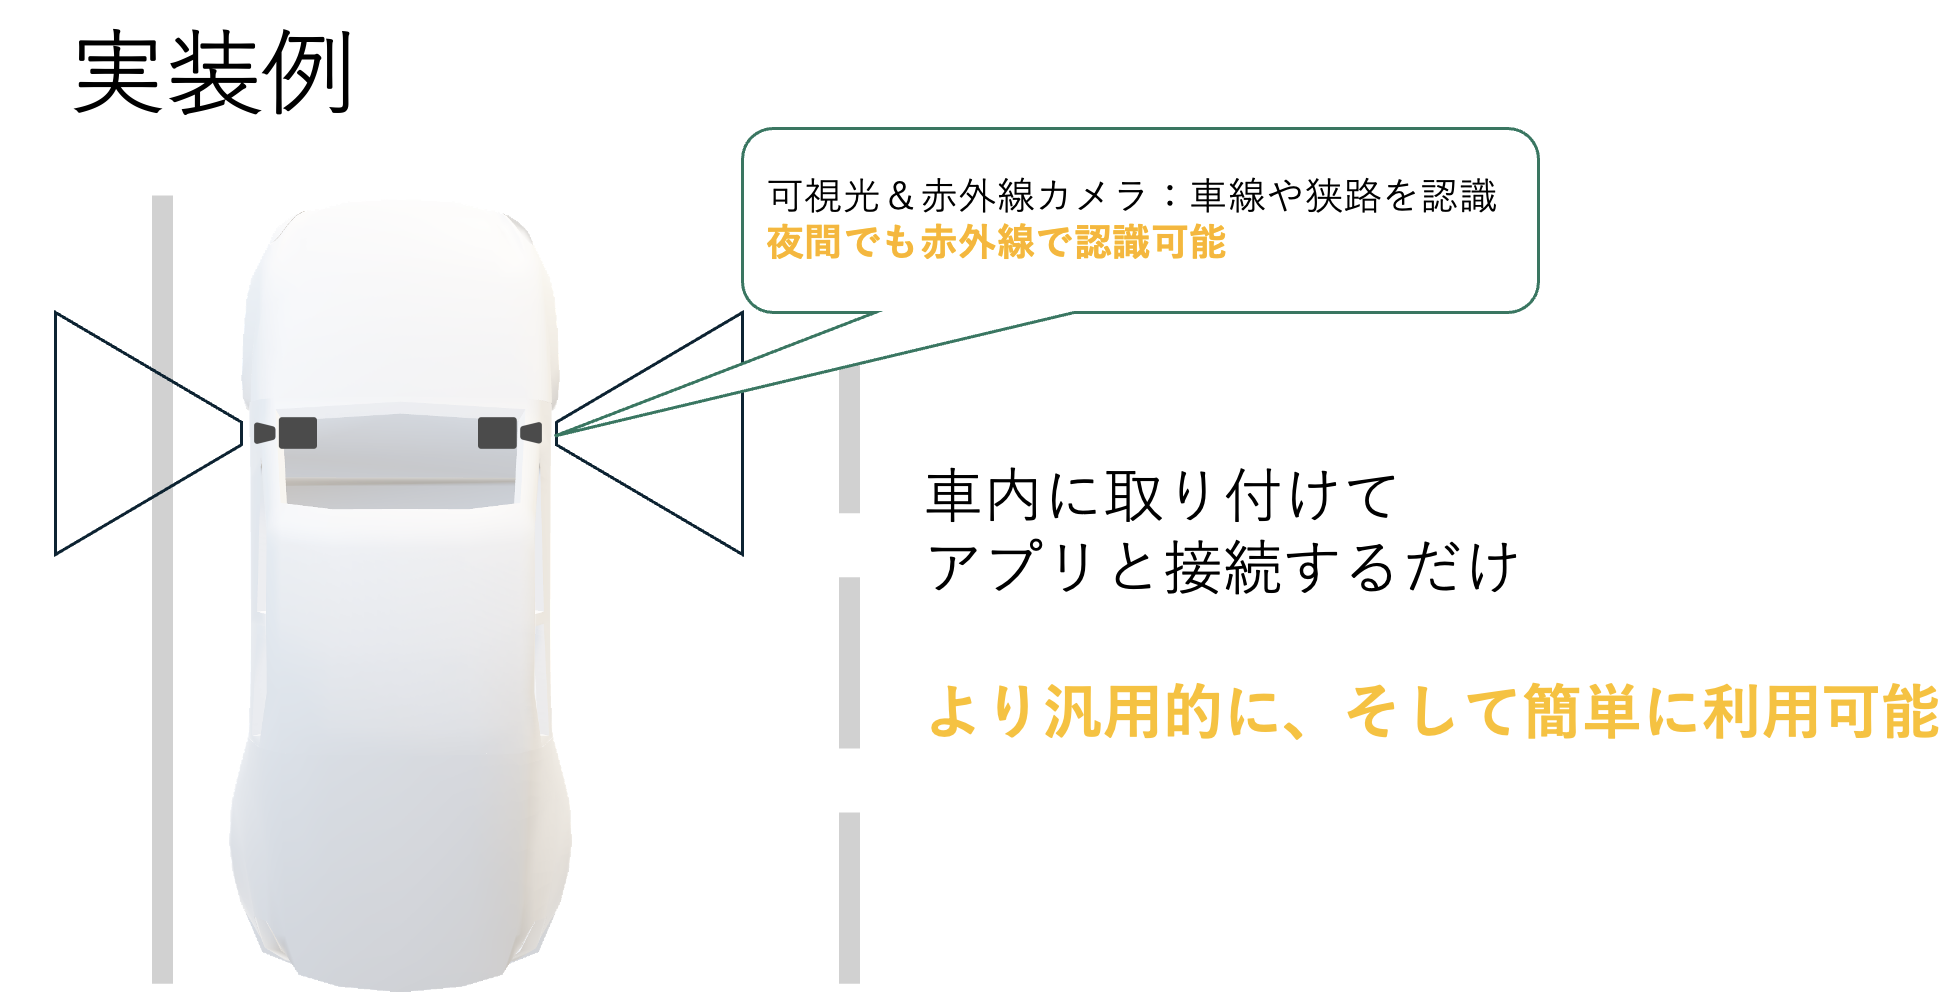 実装例
可視光＆赤外線カメラ：車線や狭路を認識
夜間でも赤外線で認識可能
車内に取り付けて
アプリと接続するだけ
より汎用的に、そして簡単に利用可能